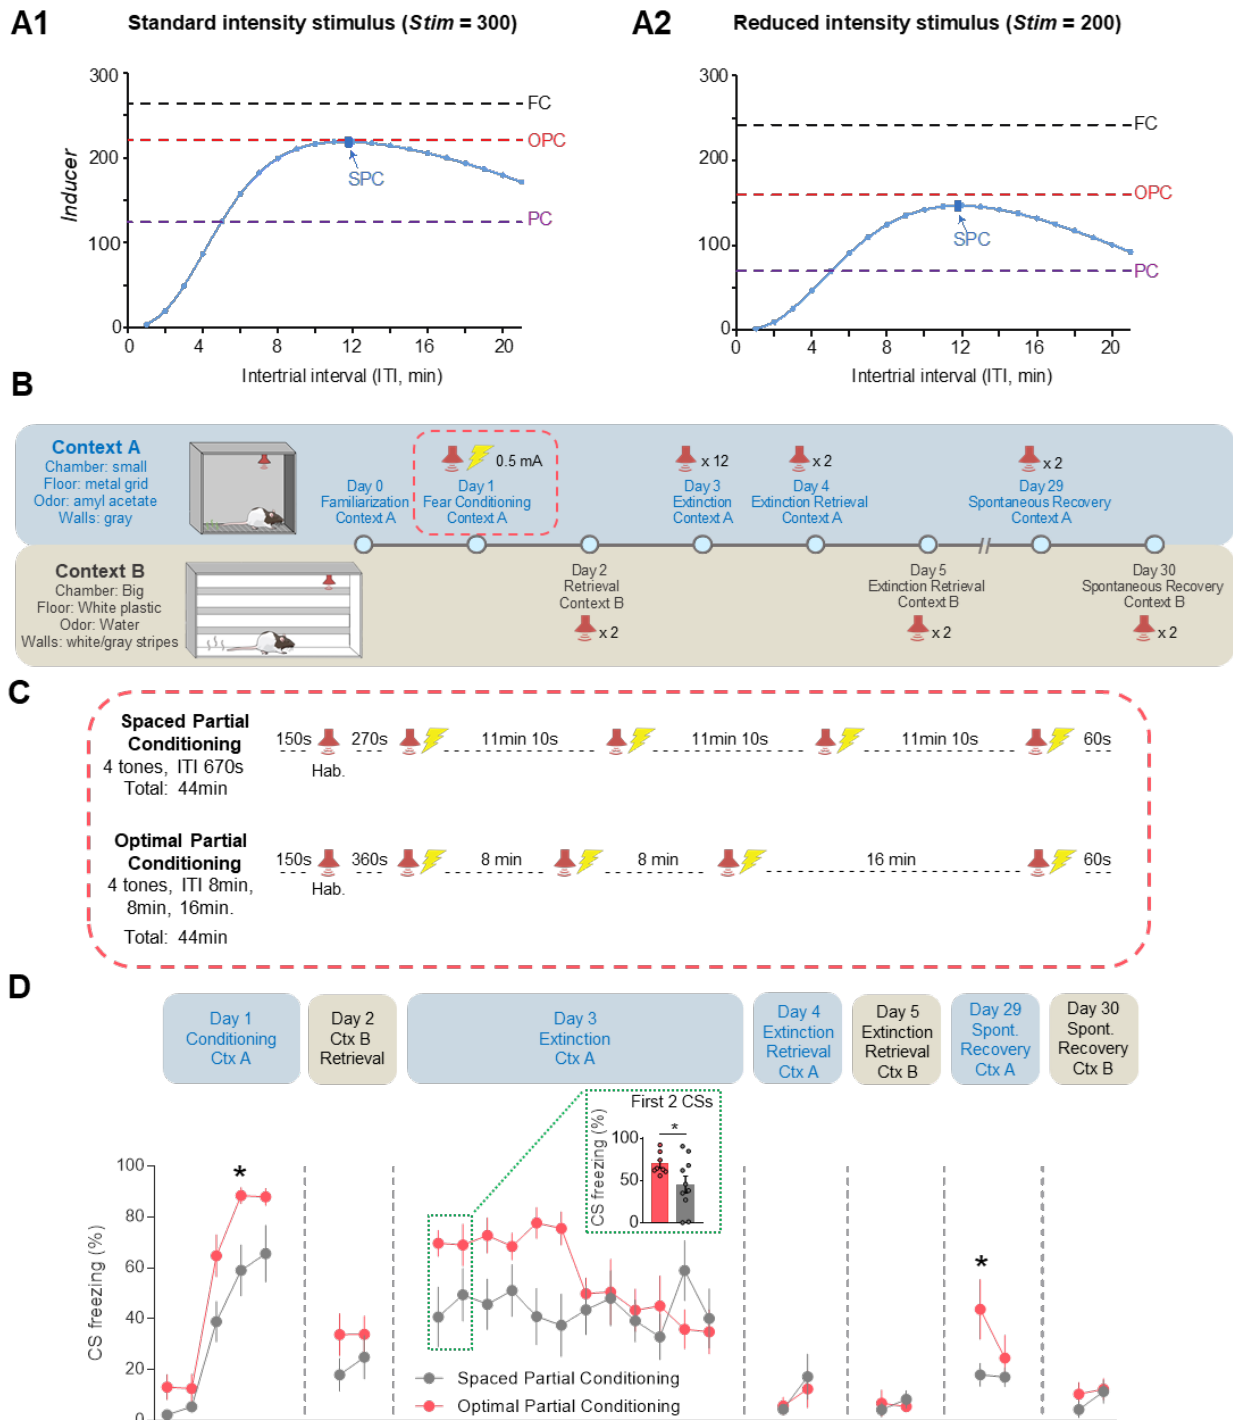 A1
Standard intensity stimulus (Stim = 300)
300
200
100
0
Inducer
FC
OPC
SPC
PC
0 4 8 12 16 20
Intertrial interval (ITI, min)
A2
Reduced intensity stimulus (Stim = 200)
300
200
100
0
FC
OPC
SPC
PC
0 4 8 12 16 20
Intertrial interval (ITI, min)
B
Context A
Chamber: small
Floor: metal grid
Odor: amyl acetate
Walls: gray
Day 0
Familiarization
Context A
0.5 mA
Day 1
Fear Conditioning
Context A
x 12
Day 3
Extinction
Context A
x 2
Day 4
Extinction Retrieval
Context A
x 2
Day 29
Spontaneous Recovery
Context A
Context B
Chamber: Big
Floor: White plastic
Odor: Water
Walls: white/gray stripes
Day 2
Retrieval
Context B
x 2
Day 5
Extinction Retrieval
Context B
x 2
Day 30
Spontaneous Recovery
Context B
x 2
C
Spaced Partial
Conditioning
4 tones, ITI 670s
Total: 44min
150s 270s 11min 10s 11min 10s 11min 10s 60s
Hab.
Optimal Partial
Conditioning
4 tones, ITI 8min,
8min, 16min.
Total: 44min
150s 360s 8 min 8 min 16 min 60s
Hab.
D
Day 1
Conditioning
Ctx A
Day 2
Ctx B
Retrieval
Day 3
Extinction
Ctx A
Day 4
Extinction
Retrieval
Ctx A
Day 5
Extinction
Retrieval
Ctx B
Day 29
Spont.
Recovery
Ctx A
Day 30
Spont.
Recovery
Ctx B
First 2 CSs
CS freezing (%)
100
50
0
*
CS freezing (%)
100
80
60
40
20
0
*
*
Spaced Partial Conditioning
Optimal Partial Conditioning